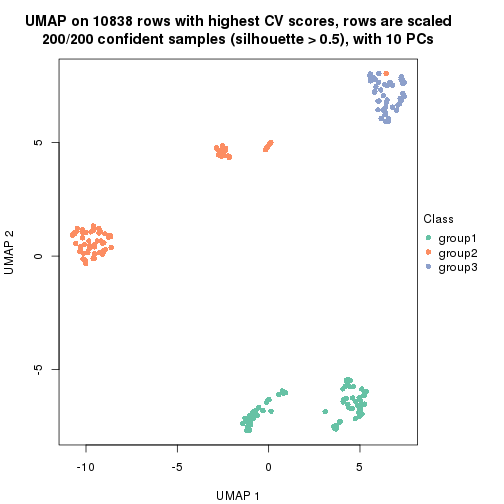 UMAP on 10838 rows with highest CV scores, rows are scaled
200/200 confident samples (silhouette > 0.5), with 10 PCs
5
0
-5
UMAP 2
-10
-5
0
5
UMAP 1
Class
group1
group2
group3